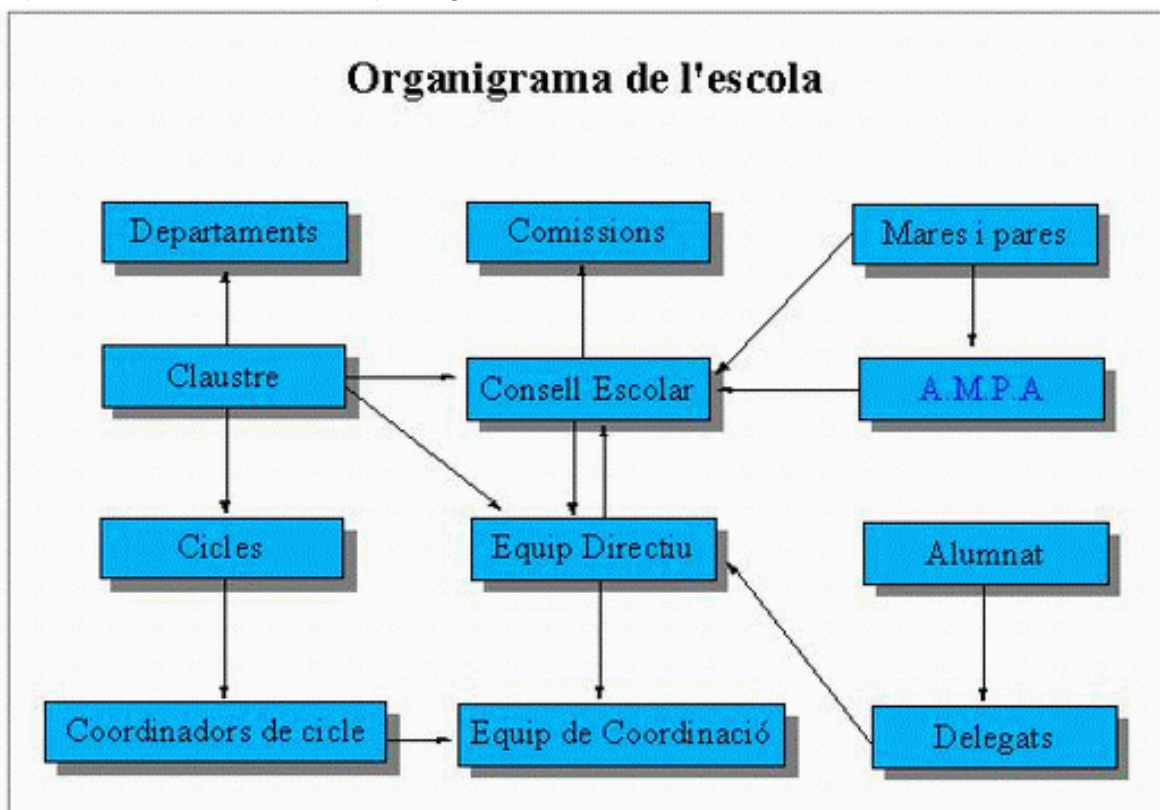 Organigrama de l'escola
Departaments
Comissions
Mares i pares
Claustre
Consell Escolar
A.M.P.A
Cicles
Equip Directiu
Alumnat
Coordinadors de cicle
Equip de Coordinació
Delegats